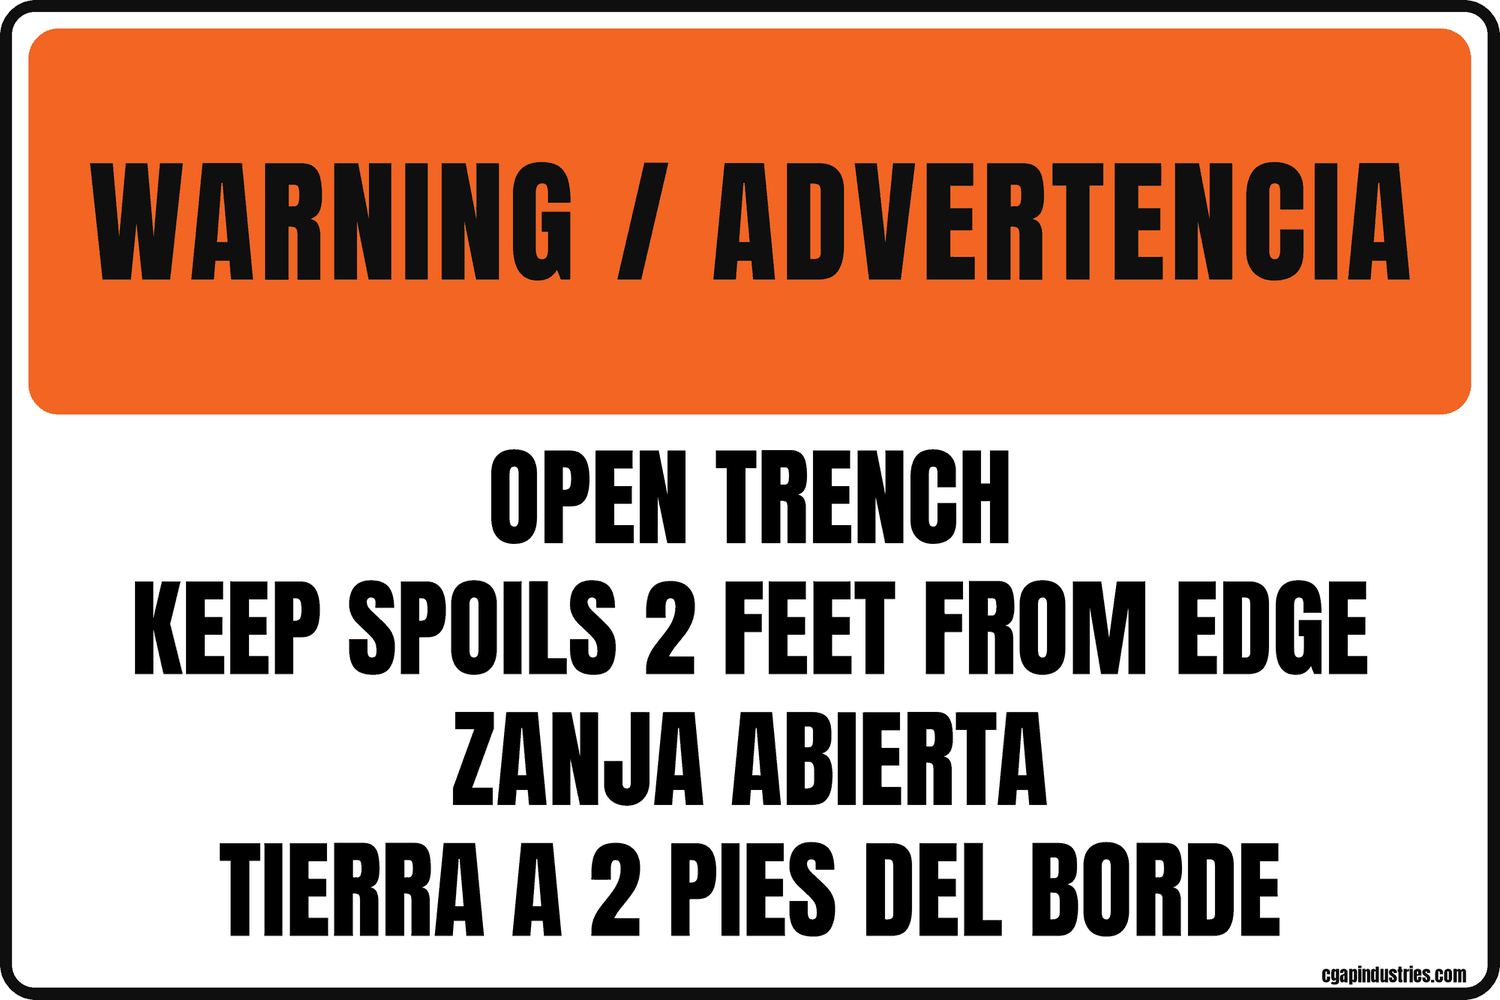 WARNING / ADVERTENCIA
OPEN TRENCH
KEEP SPOILS 2 FEET FROM EDGE
ZANJA ABIERTA
TIERRA A 2 PIES DEL BORDE
cgapindustries.com